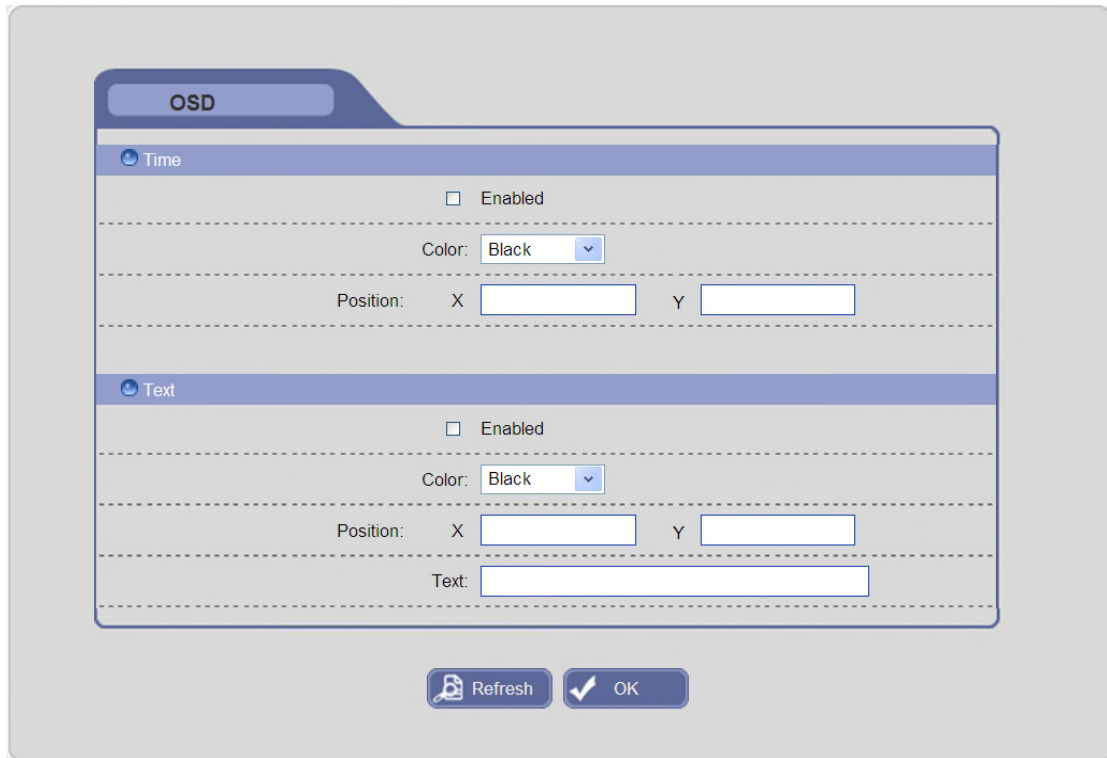 OSD
Time
Enabled
Color: Black
Position: X Y
Text
Enabled
Color: Black
Position: X Y
Text:
Refresh OK